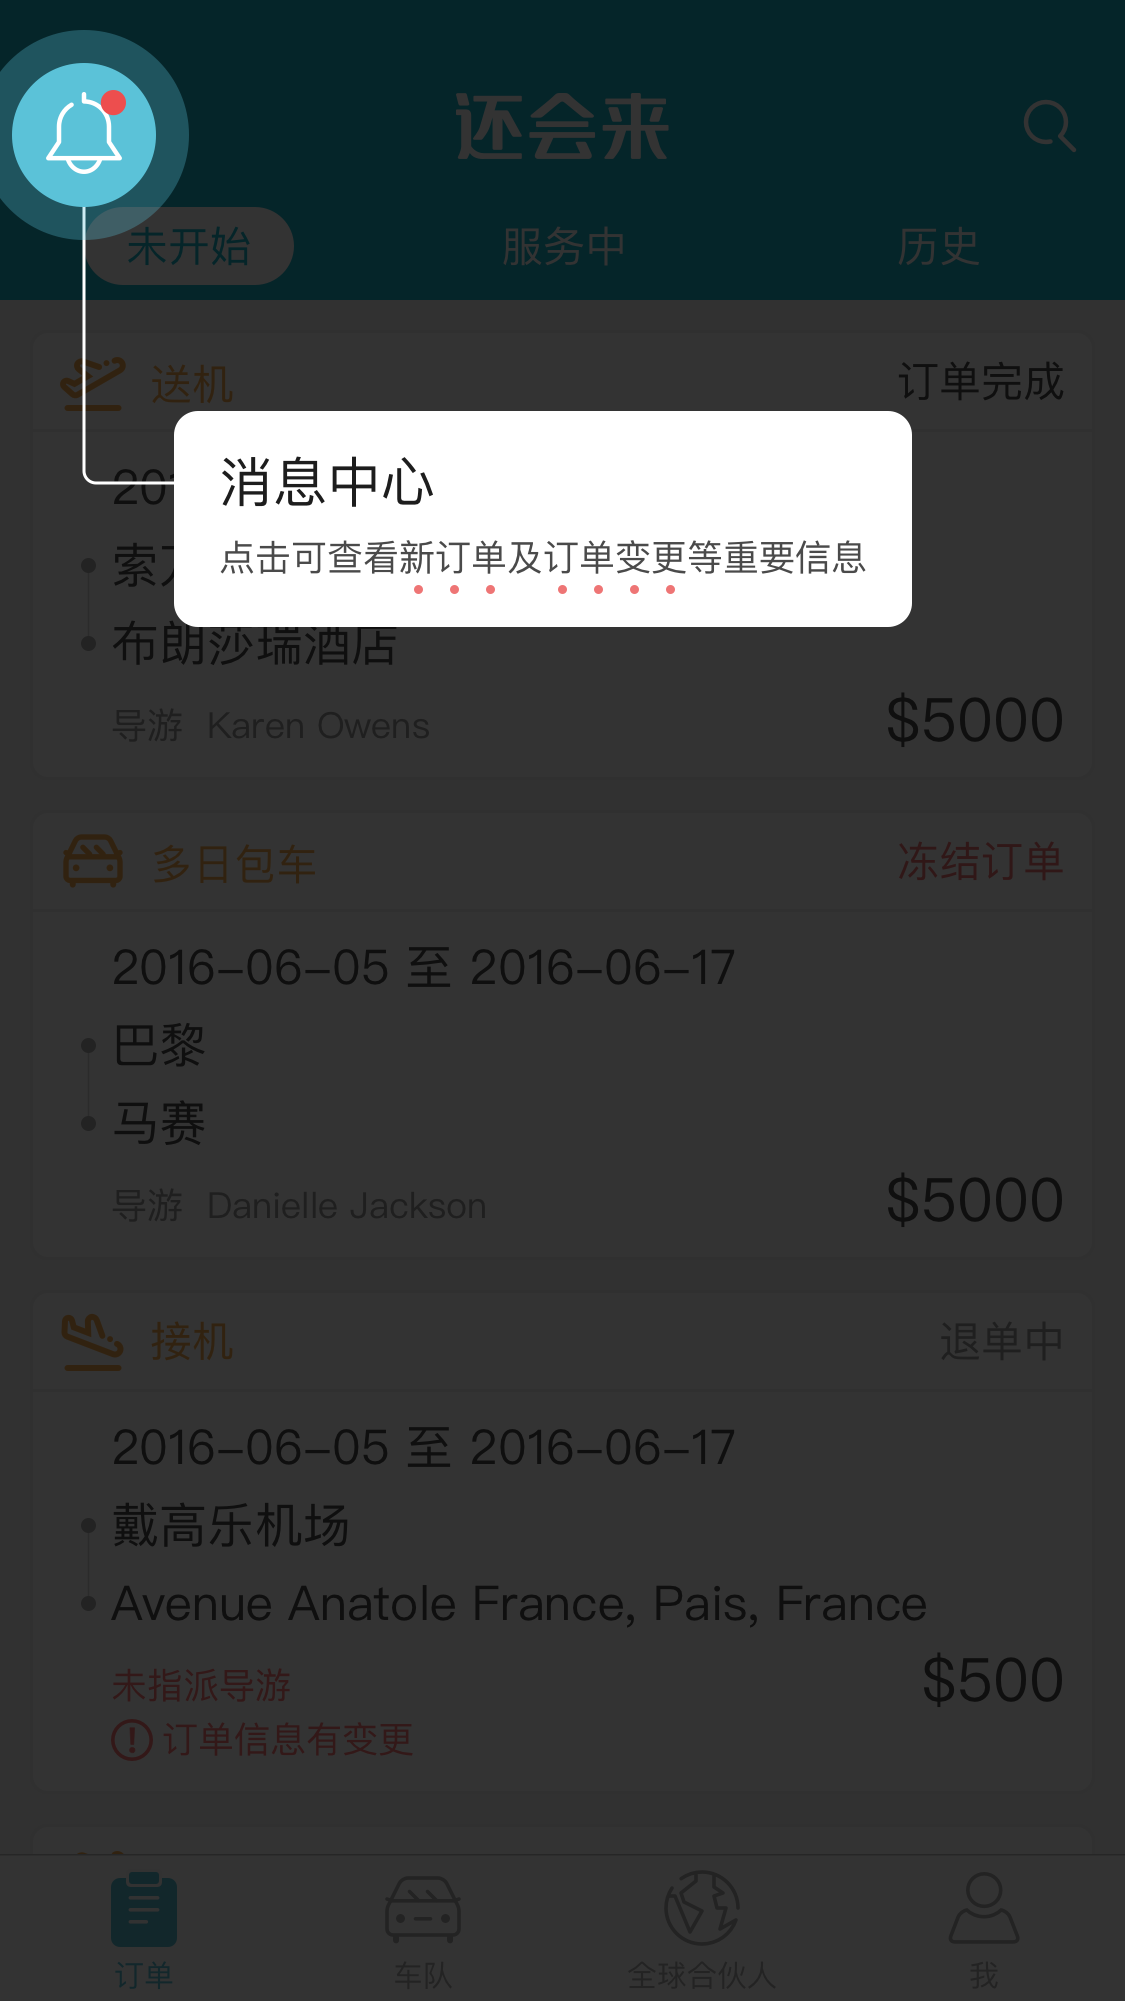 还会来
未开始 服务中 历史
送机 订单完成
消息中心
点击可查看新订单及订单变更等重要信息
布朗莎瑞酒店
导游 Karen Owens $5000
多日包车 冻结订单
2016-06-05 至 2016-06-17
巴黎
马赛
导游 Danielle Jackson $5000
接机 退单中
2016-06-05 至 2016-06-17
戴高乐机场
Avenue Anatole France, Pais, France
未指派导游 $500
订单信息有变更
订单 车队 全球合伙人 我